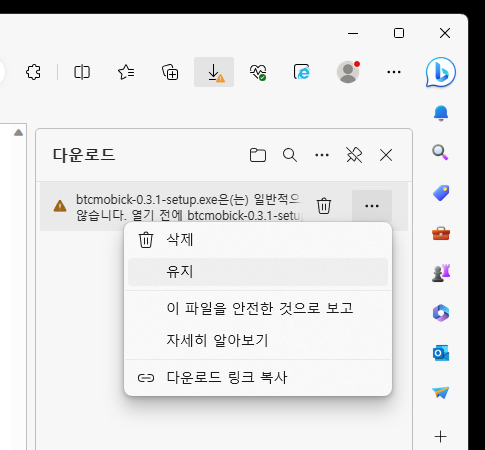 다운로드
btcmobick-0.3.1-setup.exe은(는) 일반적으
않습니다. 열기 전에 btcmobick-0.3.1-setu
삭제
유지
이 파일을 안전한 것으로 보고
자세히 알아보기
다운로드 링크 복사